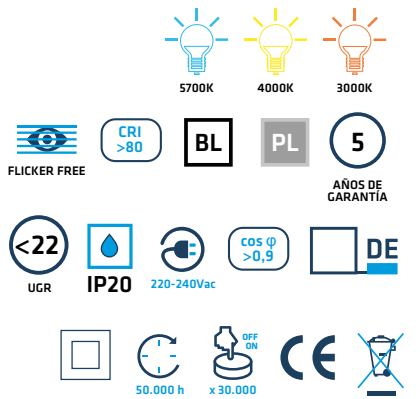 5700K 4000K 3000K
FLICKER FREE
CRI
>80
BL
PL
5
AÑOS DE
GARANTÍA
<22
UGR
IP20
220-240Vac
cos φ
>0,9
DE
50.000 h
OFF
ON
x 30.000
CE